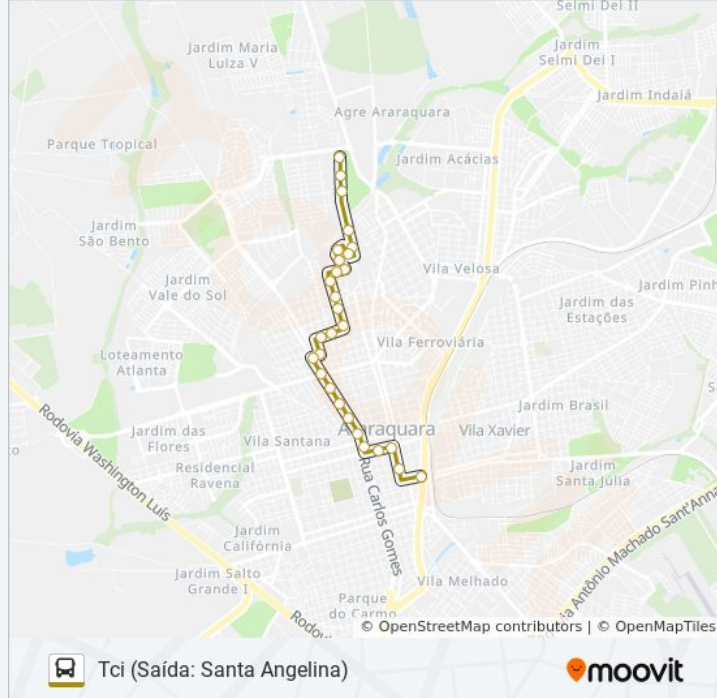 Selmi Dei II
Jardim Maria
Luiza V
Jardim
Selmi Dei I
Jardim Indaiá
Agre Araraquara
Parque Tropical
Jardim Acácias
Jardim
São Bento
Vila Velosa
Jardim
Vale do Sol
Jardim Pinh
Jardim das
Estações
Vila Ferroviária
Loteamento
Atlanta
Jardim Brasil
Rodovia Washington Luís
Jardim das
Flores
Vila Santana
Araraquara
Vila Xavier
Residencial
Ravena
Rua Carlos Gomes
Jardim
Santa Júlia
Jardim
Califórnia
Jardim Salto
Grande I
Vila Melhado
Antônio Machado Sant'Anna
Parque
do Carmo
© OpenStreetMap contributors | © OpenMapTiles
Tci (Saída: Santa Angelina)
moovit